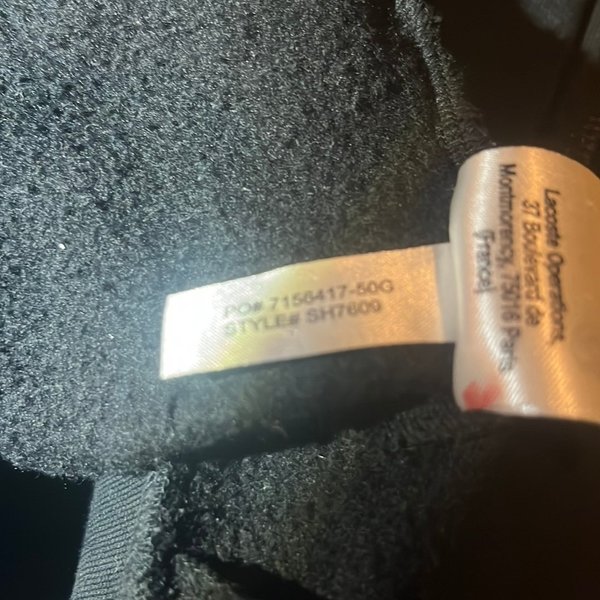 PO# 7156417-50G
STYLE# SH7609
Lacoste Operations,
37 Boulevard de
Montmorency, 75016 Paris
(France)